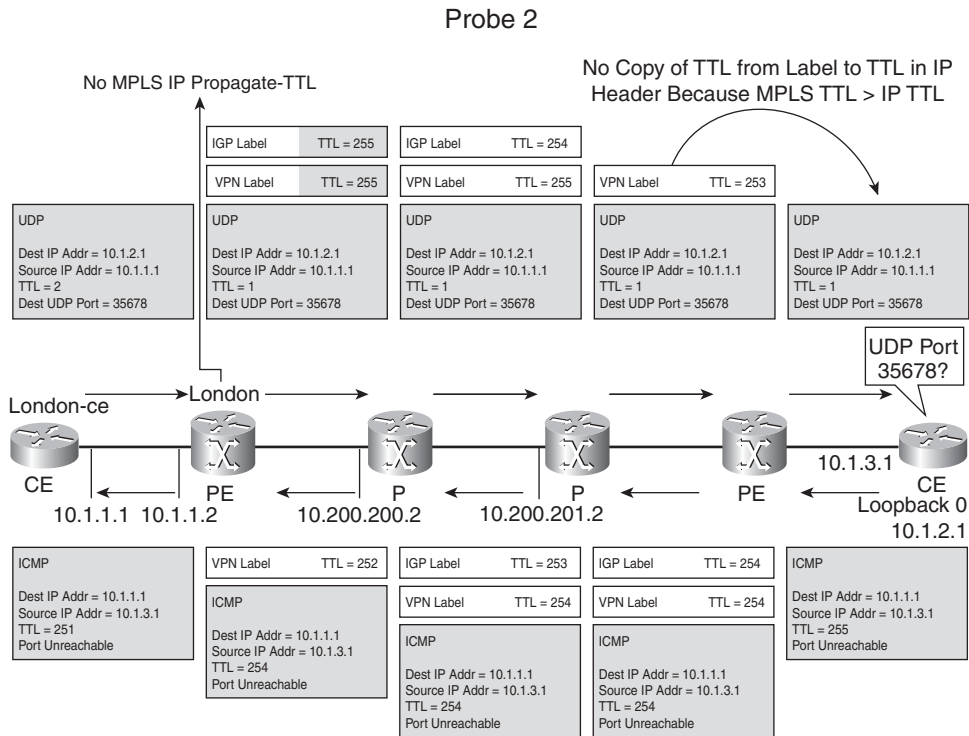 Probe 2
No MPLS IP Propagate-TTL
No Copy of TTL from Label to TTL in IP
Header Because MPLS TTL > IP TTL
IGP Label TTL = 255
IGP Label TTL = 254
VPN Label TTL = 255
VPN Label TTL = 255
VPN Label TTL = 253
UDP
Dest IP Addr = 10.1.2.1
Source IP Addr = 10.1.1.1
TTL = 2
Dest UDP Port = 35678
UDP
Dest IP Addr = 10.1.2.1
Source IP Addr = 10.1.1.1
TTL = 1
Dest UDP Port = 35678
UDP
Dest IP Addr = 10.1.2.1
Source IP Addr = 10.1.1.1
TTL = 1
Dest UDP Port = 35678
UDP
Dest IP Addr = 10.1.2.1
Source IP Addr = 10.1.1.1
TTL = 1
Dest UDP Port = 35678
UDP
Dest IP Addr = 10.1.2.1
Source IP Addr = 10.1.1.1
TTL = 1
Dest UDP Port = 35678
UDP Port
35678?
London-ce
London
CE
PE
P
P
PE
CE
10.1.3.1
Loopback 0
10.1.2.1
10.1.1.1
10.1.1.2
10.200.200.2
10.200.201.2
ICMP
Dest IP Addr = 10.1.1.1
Source IP Addr = 10.1.3.1
TTL = 251
Port Unreachable
VPN Label TTL = 252
ICMP
Dest IP Addr = 10.1.1.1
Source IP Addr = 10.1.3.1
TTL = 254
Port Unreachable
IGP Label TTL = 253
VPN Label TTL = 254
ICMP
Dest IP Addr = 10.1.1.1
Source IP Addr = 10.1.3.1
TTL = 254
Port Unreachable
IGP Label TTL = 254
VPN Label TTL = 254
ICMP
Dest IP Addr = 10.1.1.1
Source IP Addr = 10.1.3.1
TTL = 254
Port Unreachable
ICMP
Dest IP Addr = 10.1.1.1
Source IP Addr = 10.1.3.1
TTL = 255
Port Unreachable